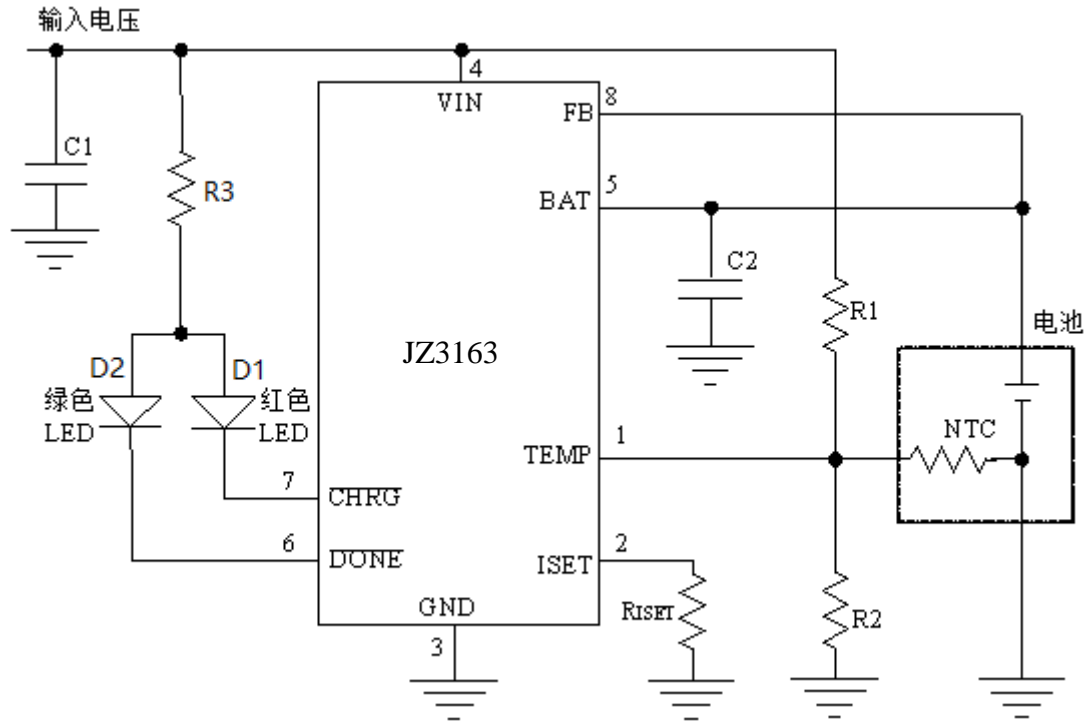 输入电压
4
VIN
8
FB
C1
R3
5
BAT
C2
R1
电池
JZ3163
D2
D1
绿色
LED
红色
LED
NTC
1
TEMP
7
CHRG
6
DONE
2
ISET
RISET
R2
GND
3